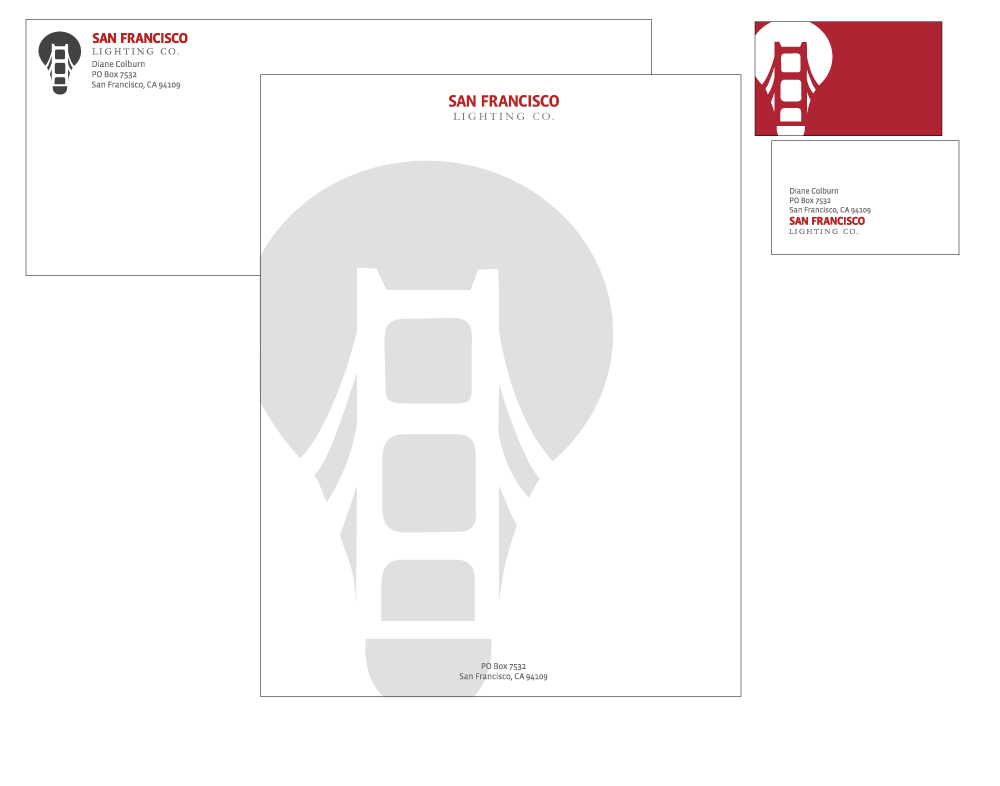 SAN FRANCISCO
LIGHTING CO.
Diane Colburn
PO Box 7532
San Francisco, CA 94109
SAN FRANCISCO
LIGHTING CO.
PO Box 7532
San Francisco, CA 94109
Diane Colburn
PO Box 7532
San Francisco, CA 94109
SAN FRANCISCO
LIGHTING CO.